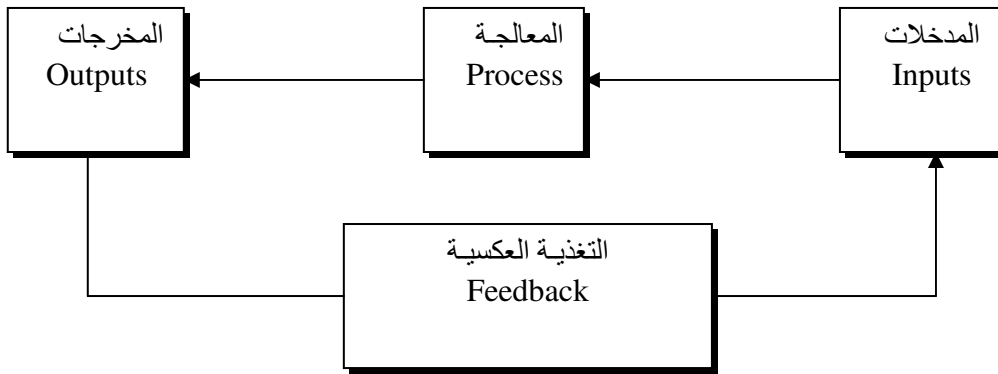 المدخلات
Inputs
المعالجـة
Process
المخرجات
Outputs
التغذيـة العكسيـة
Feedback